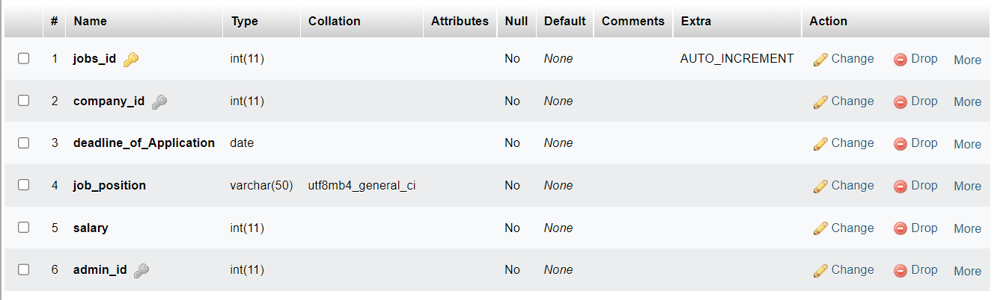 # Name Type Collation Attributes Null Default Comments Extra Action
1 jobs_id int(11) No None AUTO_INCREMENT Change Drop More
2 company_id int(11) No None Change Drop More
3 deadline_of_Application date No None Change Drop More
4 job_position varchar(50) utf8mb4_general_ci No None Change Drop More
5 salary int(11) No None Change Drop More
6 admin_id int(11) No None Change Drop More